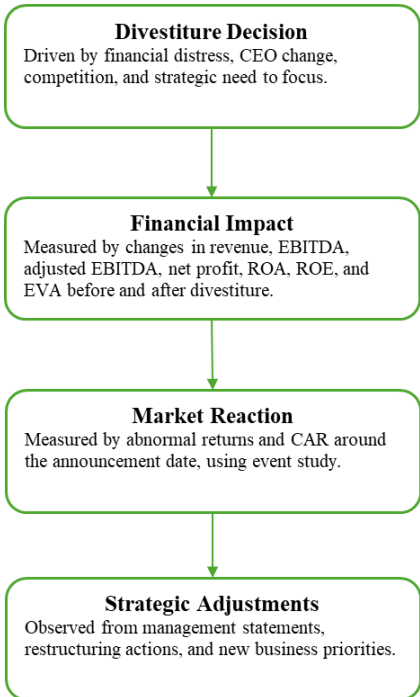 Divestiture Decision
Driven by financial distress, CEO change,
competition, and strategic need to focus.
Financial Impact
Measured by changes in revenue, EBITDA,
adjusted EBITDA, net profit, ROA, ROE, and
EVA before and after divestiture.
Market Reaction
Measured by abnormal returns and CAR around
the announcement date, using event study.
Strategic Adjustments
Observed from management statements,
restructuring actions, and new business priorities.